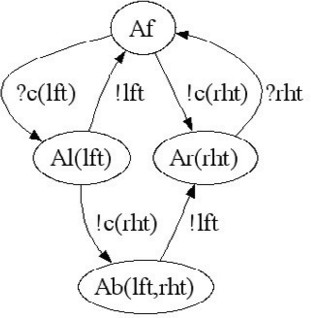 Af
?c(lft) !lft !c(rht) ?rht
Al(lft) Ar(rht)
!c(rht) !lft
Ab(lft,rht)